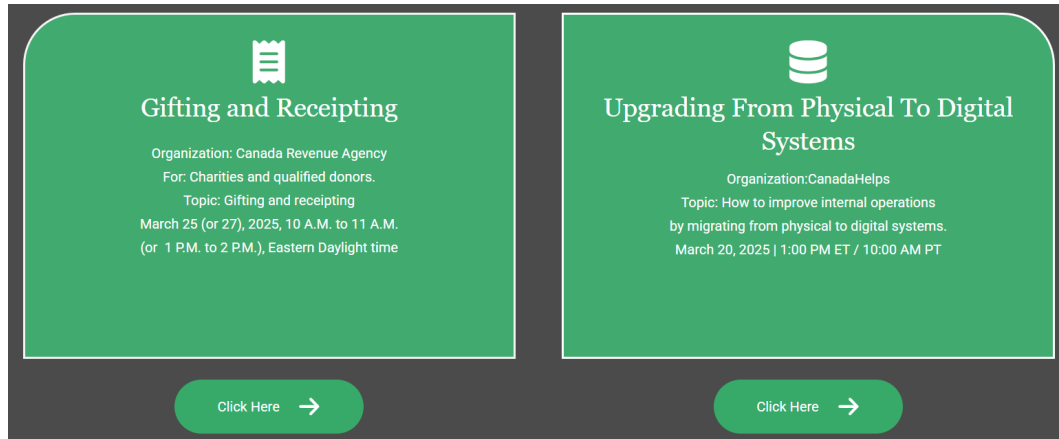 Gifting and Receipting
Organization: Canada Revenue Agency
For: Charities and qualified donors.
Topic: Gifting and receipting
March 25 (or 27), 2025, 10 A.M. to 11 A.M.
(or 1 P.M. to 2 P.M.), Eastern Daylight time
Click Here
Upgrading From Physical To Digital
Systems
Organization:CanadaHelps
Topic: How to improve internal operations
by migrating from physical to digital systems.
March 20, 2025 | 1:00 PM ET / 10:00 AM PT
Click Here